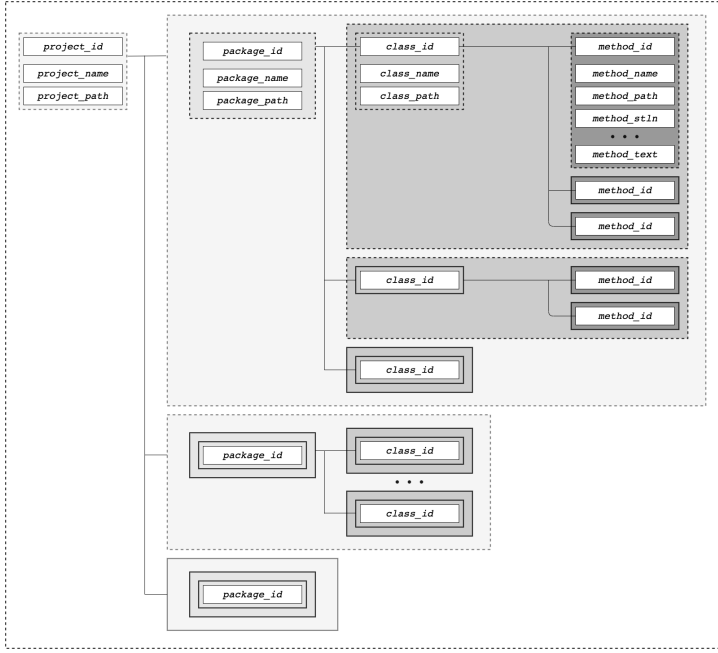 project_id
project_name
project_path
package_id
package_name
package_path
class_id
class_name
class_path
method_id
method_name
method_path
method_stln
• • •
method_text
method_id
method_id
class_id
method_id
method_id
class_id
package_id
class_id
• • •
class_id
package_id